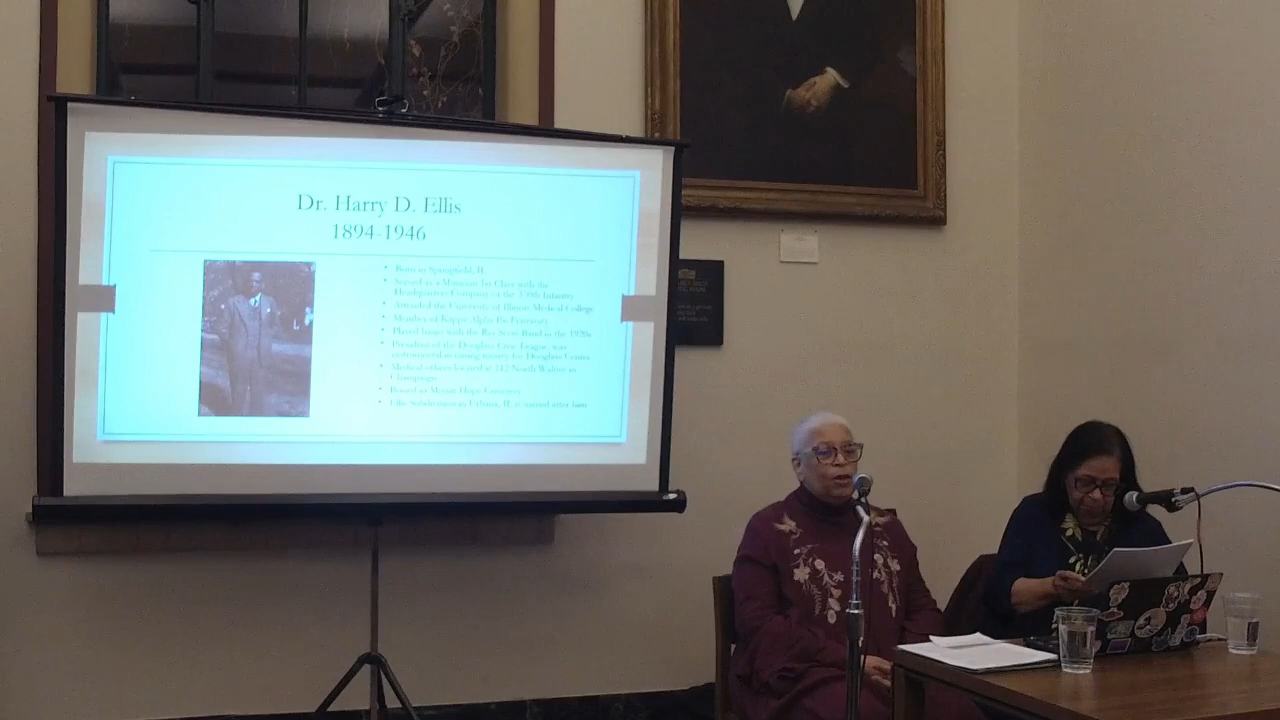 Dr. Harry D. Ellis
1894-1946
• Born in Springfield, IL
• Served as a Musician 1st Class with the
Headquarters Company of the 370th Infantry
• Attended the University of Illinois Medical College
• Member of Kappa Alpha Psi Fraternity
• Played banjo with the Ray Scott Band in the 1920s
• President of the Douglass Civic League, was
instrumental in raising money for Douglass Center
• Medical offices located at 112 North Walnut in
Champaign
• Buried in Mount Hope Cemetery
• Ellis Subdivision in Urbana, IL is named after him